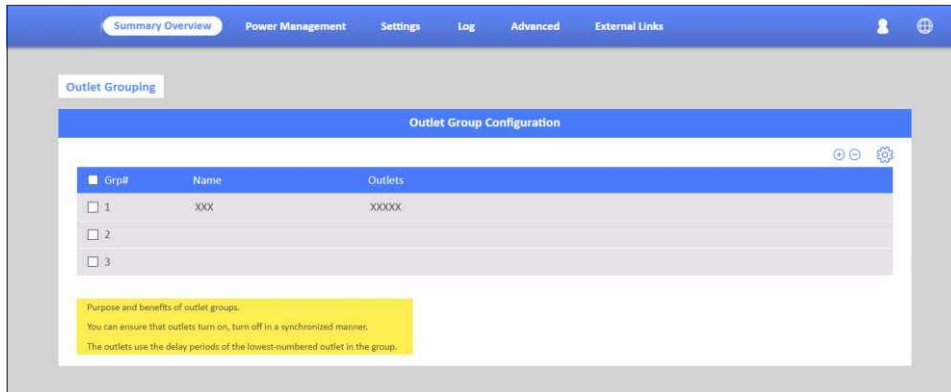 Summary Overview Power Management Settings Log Advanced External Links
Outlet Grouping
Outlet Group Configuration
Grp# Name Outlets
1 XXX XXXXX
2
3
Purpose and benefits of outlet groups.
You can ensure that outlets turn on, turn off in a synchronized manner.
The outlets use the delay periods of the lowest-numbered outlet in the group.